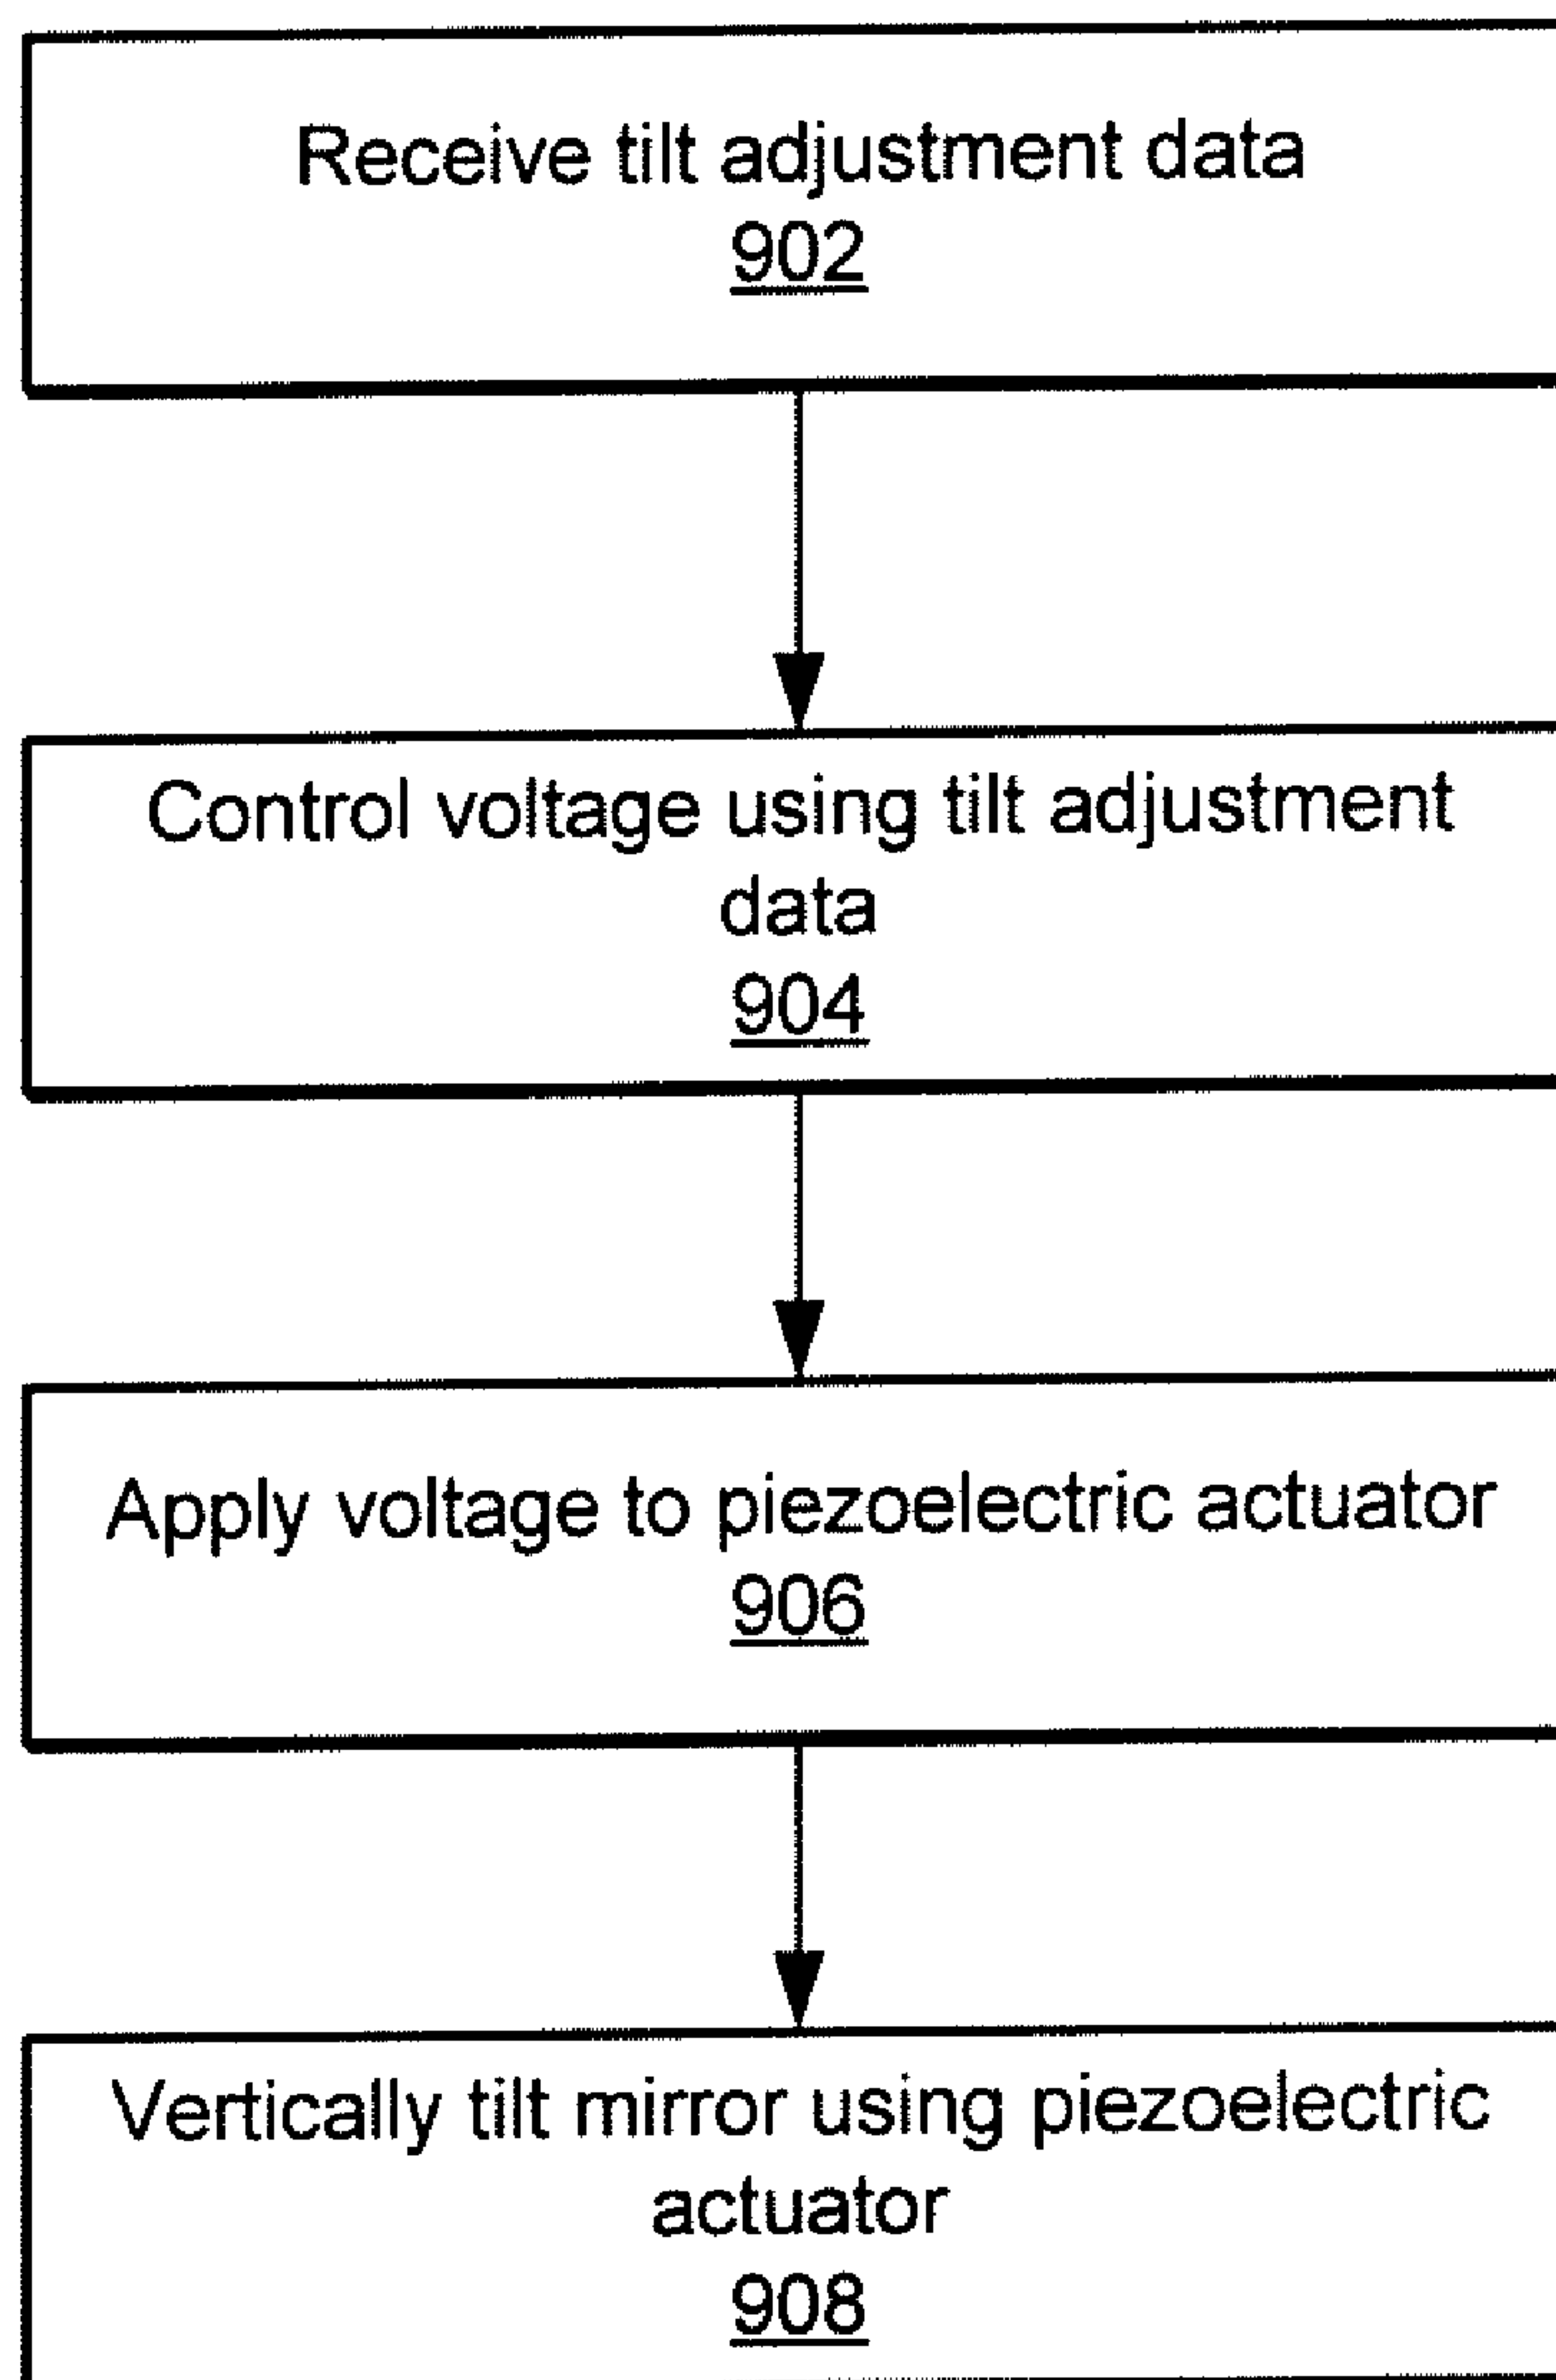 Receive tilt adjustment data
902
Control voltage using tilt adjustment
data
904
Apply voltage to piezoelectric actuator
906
Vertically tilt mirror using piezoelectric
actuator
908